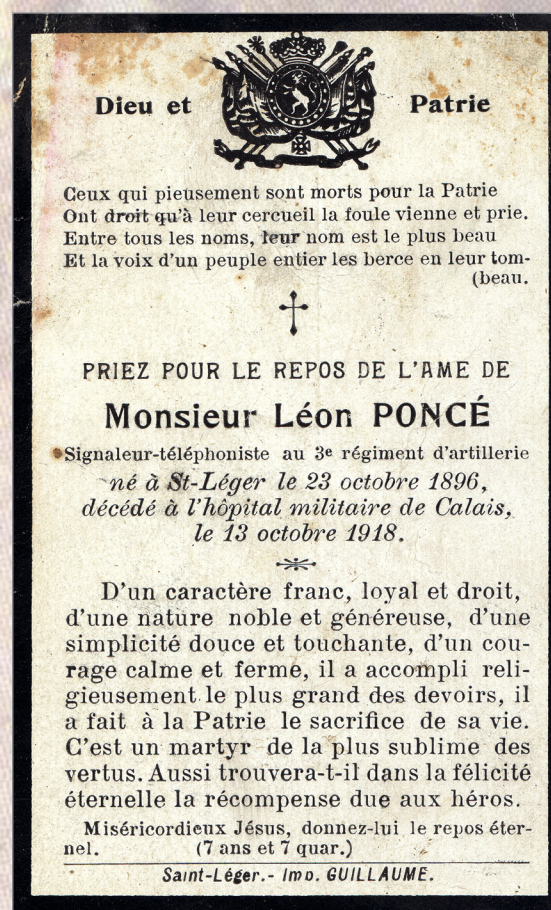 Dieu et Patrie
Ceux qui pieusement sont morts pour la Patrie
Ont droit qu'à leur cercueil la foule vienne et prie.
Entre tous les noms, leur nom est le plus beau
Et la voix d'un peuple entier les berce en leur tom-
(beau.
PRIEZ POUR LE REPOS DE L'AME DE
Monsieur Léon PONCÉ
Signaleur-téléphoniste au 3e régiment d'artillerie
né à St-Léger le 23 octobre 1896,
décédé à l'hôpital militaire de Calais,
le 13 octobre 1918.
D'un caractère franc, loyal et droit,
d'une nature noble et généreuse, d'une
simplicité douce et touchante, d'un cou-
rage calme et ferme, il a accompli reli-
gieusement le plus grand des devoirs, il
a fait à la Patrie le sacrifice de sa vie.
C'est un martyr de la plus sublime des
vertus. Aussi trouvera-t-il dans la félicité
éternelle la récompense due aux héros.
Miséricordieux Jésus, donnez-lui le repos éter-
nel. (7 ans et 7 quar.)
Saint-Léger.- Imp. GUILLAUME.